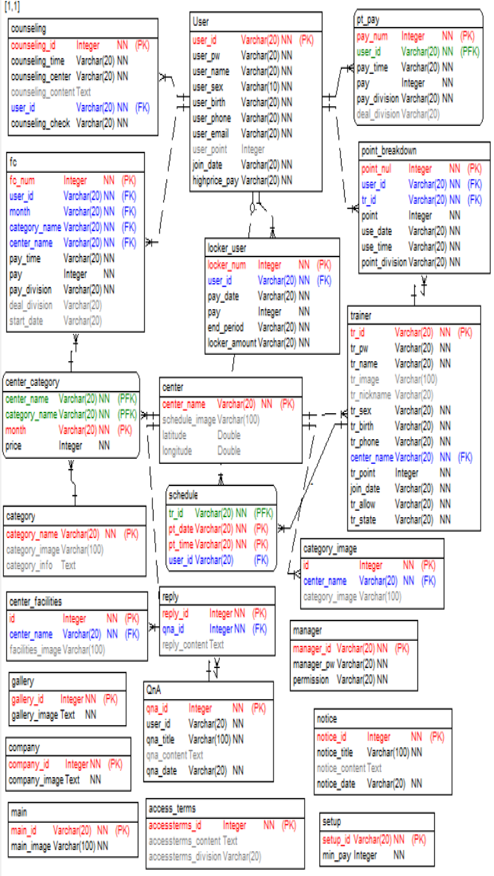 [1.1]
counseling
counseling_id Integer NN (PK)
counseling_time Varchar(20) NN
counseling_center Varchar(20) NN
counseling_content Text
user_id Varchar(20) NN (FK)
counseling_check Varchar(20) NN
User
user_id Varchar(20) NN (PK)
user_pw Varchar(20) NN
user_name Varchar(20) NN
user_sex Varchar(10) NN
user_birth Varchar(20) NN
user_phone Varchar(20) NN
user_email Varchar(20) NN
user_point Integer
join_date Varchar(20) NN
highprice_pay Varchar(20) NN
pt_pay
pay_num Integer NN (PK)
user_id Varchar(20) NN (PFK)
pay_time Varchar(20) NN
pay Integer NN
pay_division Varchar(20) NN
deal_division Varchar(20)
fc
fc_num Integer NN (PK)
user_id Varchar(20) NN (FK)
month Varchar(20) NN (FK)
category_name Varchar(20) NN (FK)
center_name Varchar(20) NN (FK)
pay_time Varchar(20) NN
pay Integer NN
pay_division Varchar(20) NN
deal_division Varchar(20)
start_date Varchar(20)
point_breakdown
point_nul Integer NN (PK)
user_id Varchar(20) NN (FK)
tr_id Varchar(20) NN (FK)
point Integer NN
use_date Varchar(20) NN
use_time Varchar(20) NN
point_division Varchar(20) NN
locker_user
locker_num Integer NN (PK)
user_id Varchar(20) NN (FK)
pay_date Varchar(20) NN
pay Integer NN
end_period Varchar(20) NN
locker_amount Varchar(20) NN
trainer
tr_id Varchar(20) NN (PK)
tr_pw Varchar(20) NN
tr_name Varchar(20) NN
tr_image Varchar(100)
tr_nickname Varchar(20)
tr_sex Varchar(20) NN
tr_birth Varchar(20) NN
tr_phone Varchar(20) NN
center_name Varchar(20) NN (FK)
tr_point Integer NN
join_date Varchar(20) NN
tr_allow Varchar(20) NN
tr_state Varchar(20) NN
center_category
center_name Varchar(20) NN (PFK)
category_name Varchar(20) NN (PFK)
month Varchar(20) NN (PK)
price Integer NN
center
center_name Varchar(20) NN (PK)
schedule_image Varchar(100)
latitude Double
longitude Double
schedule
tr_id Varchar(20) NN (PFK)
pt_date Varchar(20) NN (PK)
pt_time Varchar(20) NN (PK)
user_id Varchar(20) (FK)
category
category_name Varchar(20) NN (PK)
category_image Varchar(100)
category_info Text
category_image
id Integer NN (PK)
center_name Varchar(20) NN (FK)
category_image Varchar(100)
center_facilities
id Integer NN (PK)
center_name Varchar(20) NN (FK)
facilities_image Varchar(100)
reply
reply_id Integer NN (PK)
qna_id Integer NN (FK)
reply_content Text
manager
manager_id Varchar(20) NN (PK)
manager_pw Varchar(20) NN
permission Varchar(20) NN
gallery
gallery_id Integer NN (PK)
gallery_image Text NN
QnA
qna_id Integer NN (PK)
user_id Varchar(20) NN
qna_title Varchar(100) NN
qna_content Text
qna_date Varchar(20) NN
notice
notice_id Integer NN (PK)
notice_title Varchar(100) NN
notice_content Text
notice_date Varchar(20) NN
company
company_id Integer NN (PK)
company_image Text NN
main
main_id Varchar(20) NN (PK)
main_image Varchar(100) NN
access_terms
accessterms_id Integer NN (PK)
accessterms_content Text
accessterms_division Varchar(20)
setup
setup_id Varchar(20) NN (PK)
min_pay Integer NN